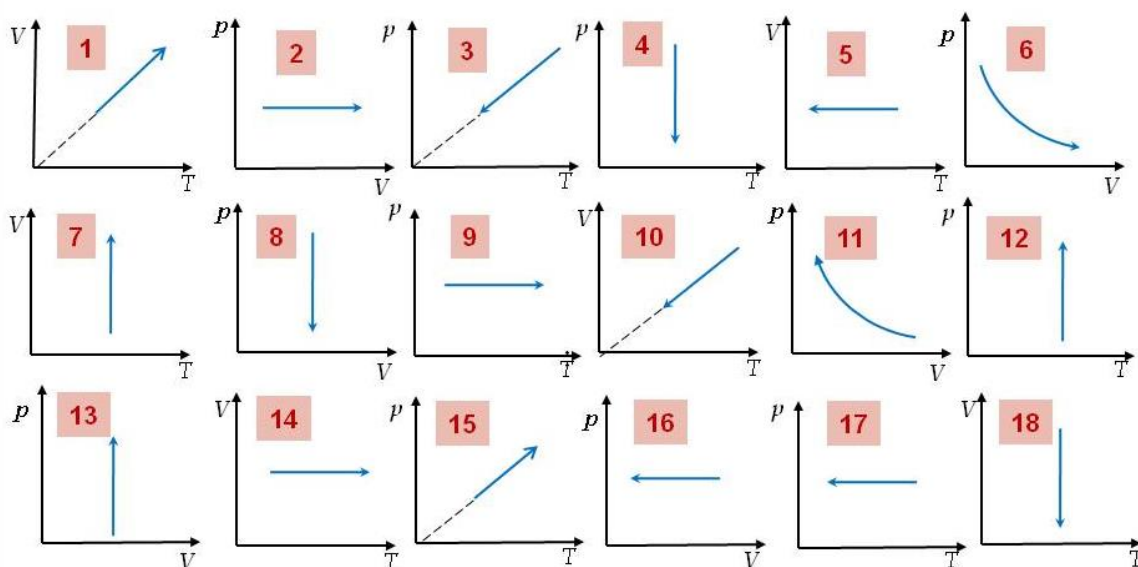 V 1 T
p 2 V
p 3 T
p 4 T
V 5 T
p 6 V
V 7 T
p 8 V
p 9 T
V 10 T
p 11 V
p 12 T
p 13 V
V 14 T
p 15 T
p 16 V
p 17 T
V 18 T